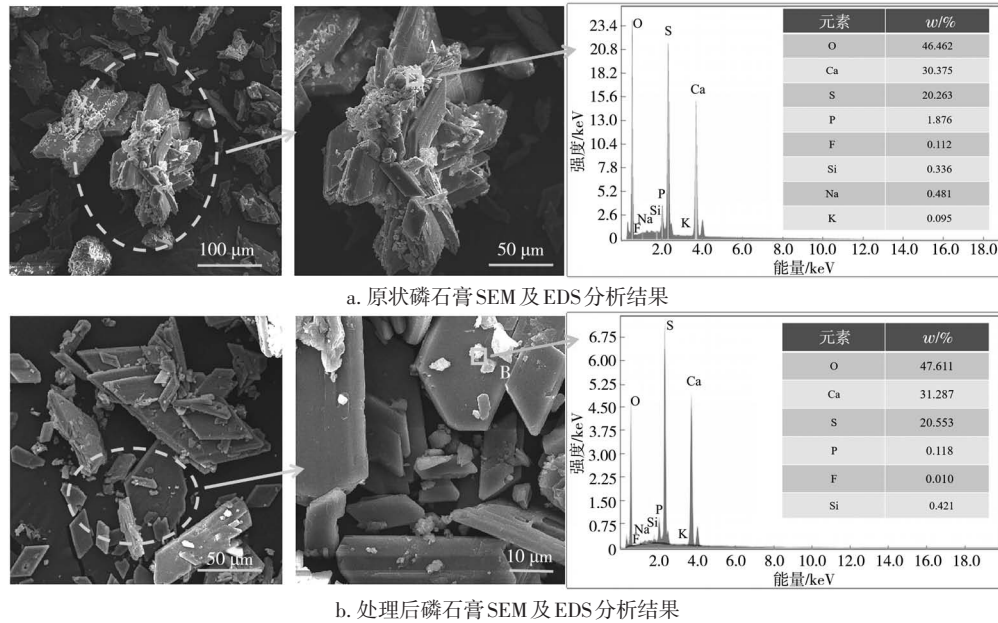 A
100 μm
50 μm
强度/keV
23.4
20.8
18.2
15.6
13.0
10.4
7.8
5.2
2.6
O
S
Ca
P
Si
Na
F
K
2.0 4.0 6.0 8.0 10.0 12.0 14.0 16.0 18.0
能量/keV
元素 w/%
O 46.462
Ca 30.375
S 20.263
P 1.876
F 0.112
Si 0.336
Na 0.481
K 0.095
a. 原状磷石膏SEM及EDS分析结果
50 μm
B
10 μm
强度/keV
6.75
6.00
5.25
4.50
3.75
3.00
2.25
1.50
0.75
O
S
Ca
P
Si
Na
F
K
2.0 4.0 6.0 8.0 10.0 12.0 14.0 16.0 18.0
能量/keV
元素 w/%
O 47.611
Ca 31.287
S 20.553
P 0.118
F 0.010
Si 0.421
b. 处理后磷石膏SEM及EDS分析结果